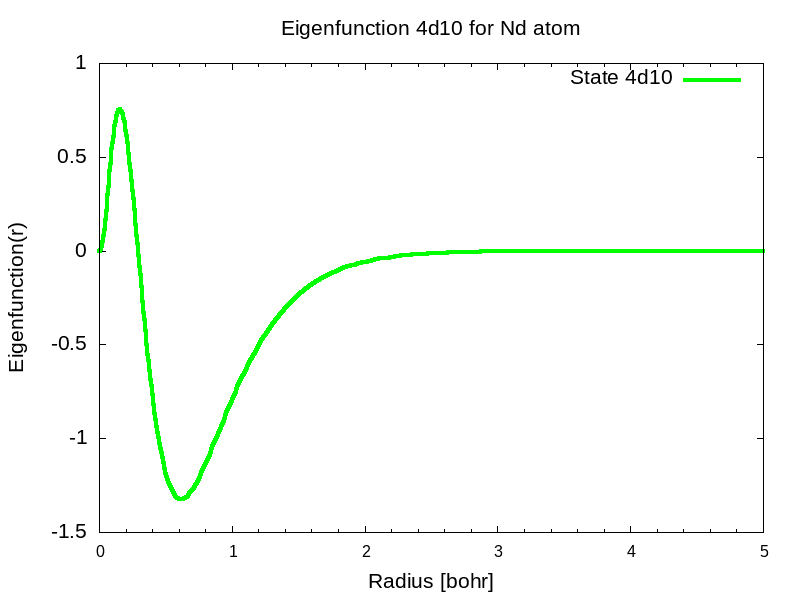 Eigenfunction 4d10 for Nd atom
State 4d10
1
0.5
0
-0.5
-1
-1.5
Eigenfunction(r)
0 1 2 3 4 5
Radius [bohr]